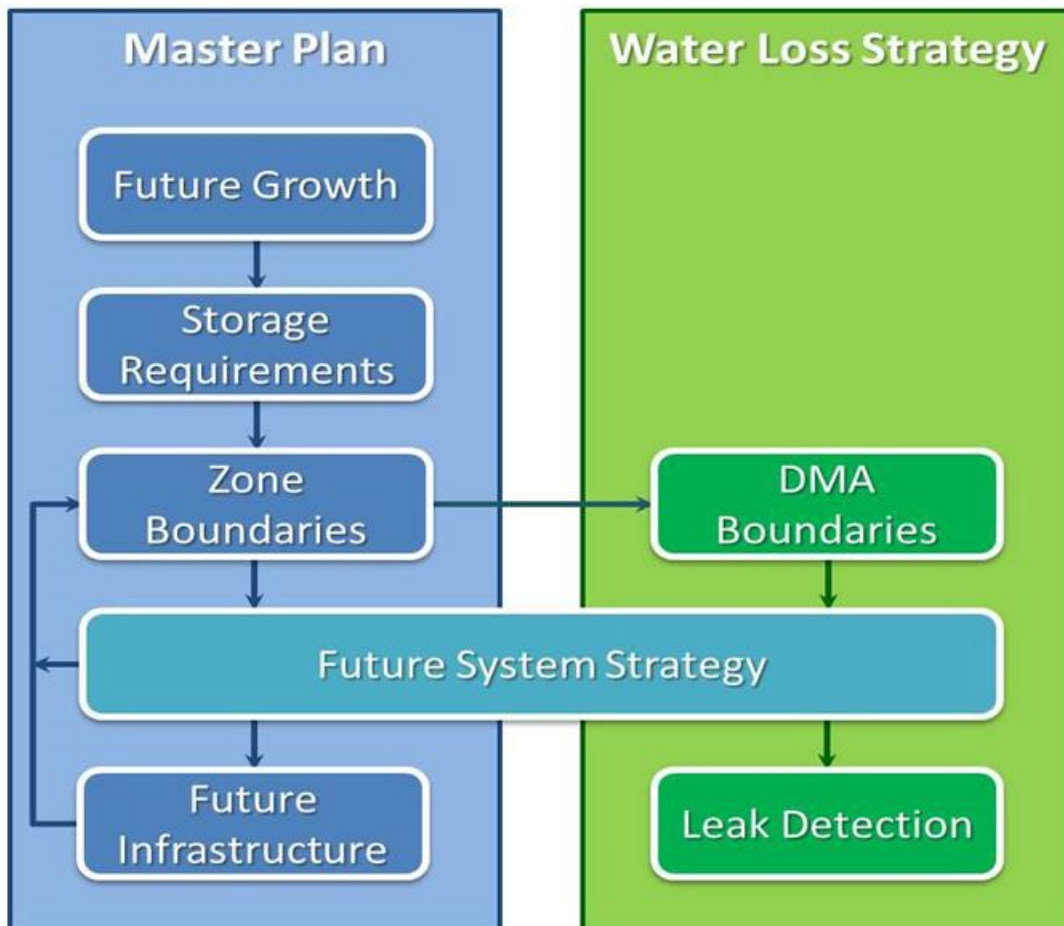 Master Plan
Water Loss Strategy
Future Growth
Storage
Requirements
Zone
Boundaries
DMA
Boundaries
Future System Strategy
Future
Infrastructure
Leak Detection